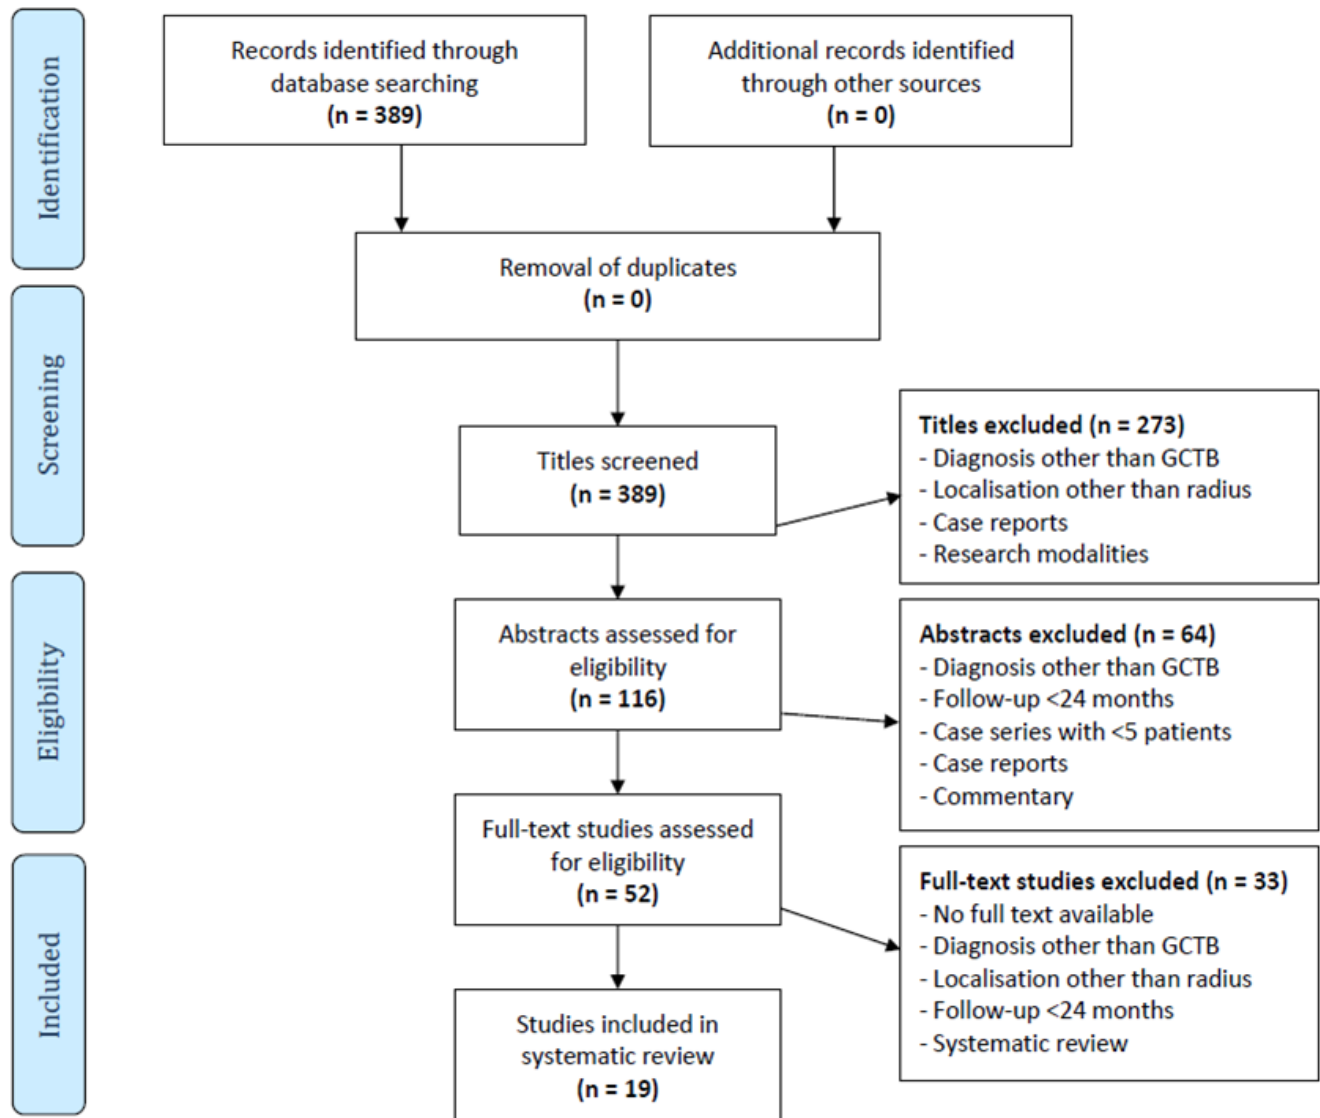 Identification
Records identified through
database searching
(n = 389)
Additional records identified
through other sources
(n = 0)
Removal of duplicates
(n = 0)
Screening
Titles screened
(n = 389)
Titles excluded (n = 273)
- Diagnosis other than GCTB
- Localisation other than radius
- Case reports
- Research modalities
Eligibility
Abstracts assessed for
eligibility
(n = 116)
Abstracts excluded (n = 64)
- Diagnosis other than GCTB
- Follow-up <24 months
- Case series with <5 patients
- Case reports
- Commentary
Full-text studies assessed
for eligibility
(n = 52)
Full-text studies excluded (n = 33)
- No full text available
- Diagnosis other than GCTB
- Localisation other than radius
- Follow-up <24 months
- Systematic review
Included
Studies included in
systematic review
(n = 19)